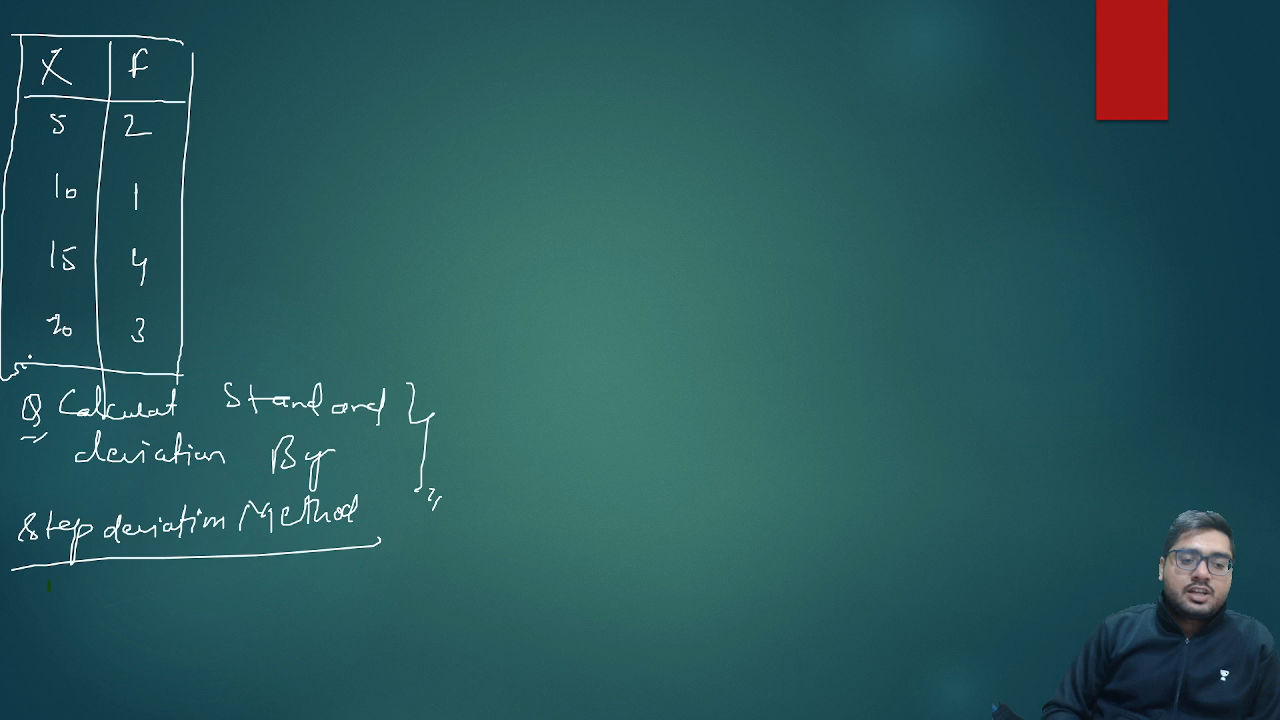 X f
5 2
10 1
15 4
20 3
Q Calculat Standard
deviation By
Step deviation Method